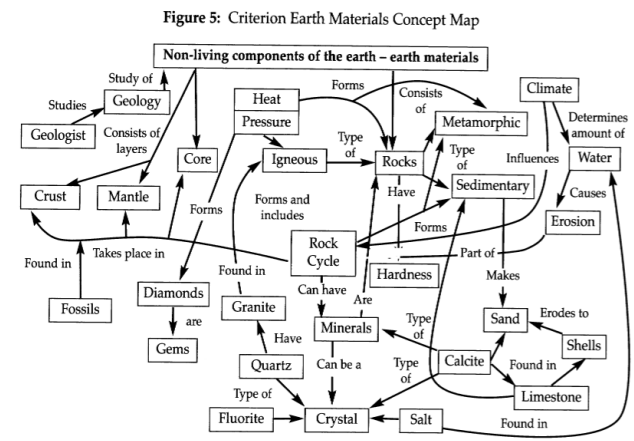 Figure 5: Criterion Earth Materials Concept Map
Non-living components of the earth – earth materials
Study of
Forms
Climate
Studies
Geology
Heat
Consists
of
Pressure
Metamorphic
Determines
amount of
Geologist
Consists of
layers
Core
Igneous
Type
of
Rocks
Type
of
Influences
Water
Crust
Mantle
Have
Sedimentary
Causes
Forms
Forms and
includes
Forms
Erosion
Rock
Cycle
Part of
Found in
Takes place in
Found in
Hardness
Makes
Diamonds
Can have
Are
Fossils
Granite
Minerals
Type
of
Sand
Erodes to
are
Have
Shells
Gems
Quartz
Can be a
Type
of
Calcite
Found in
Type of
Limestone
Fluorite
Crystal
Salt
Found in